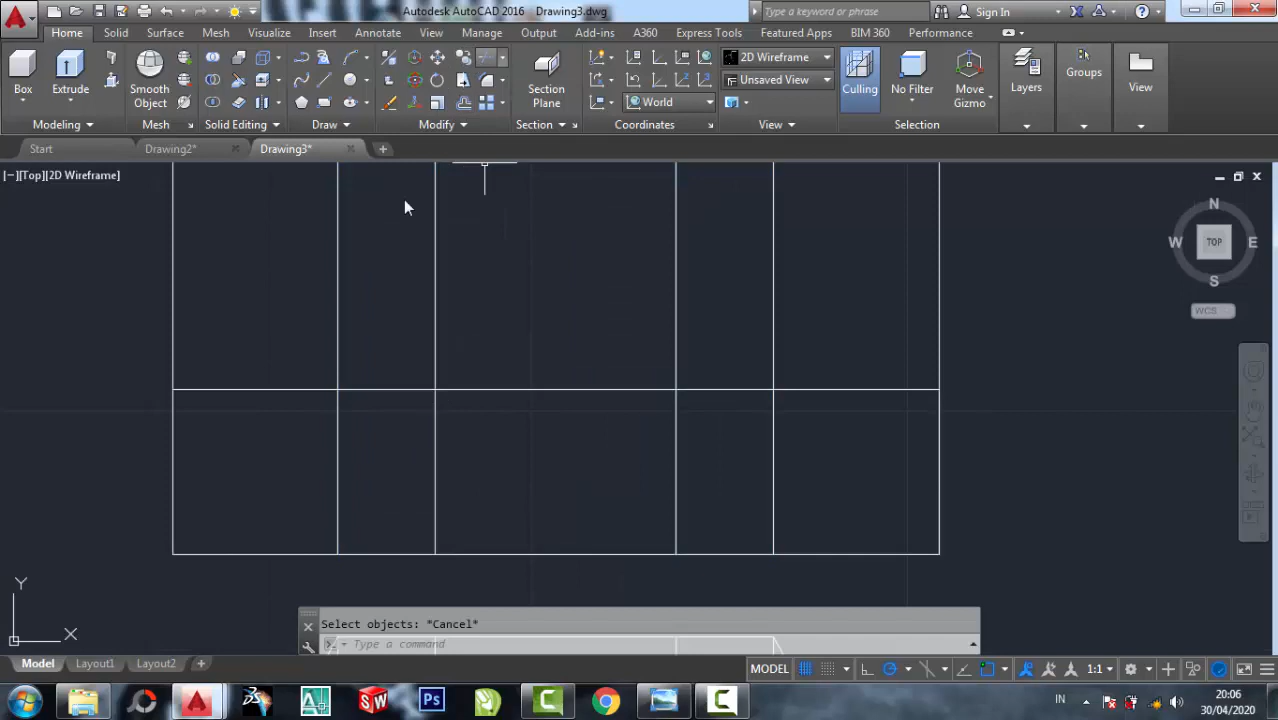 Autodesk AutoCAD 2016 Drawing3.dwg
Type a keyword or phrase
Sign In
Home Solid Surface Mesh Visualize Insert Annotate View Manage Output Add-ins A360 Express Tools Featured Apps BIM 360 Performance
2D Wireframe
Unsaved View
World
Box
Extrude
Smooth
Object
Section
Plane
Culling
No Filter
Move
Gizmo
Layers
Groups
View
Modeling
Mesh
Solid Editing
Draw
Modify
Section
Coordinates
View
Selection
Start
Drawing2*
Drawing3*
[−][Top][2D Wireframe]
N
W
TOP
E
S
WCS
Y
X
Select objects: *Cancel*
Type a command
Model
Layout1
Layout2
MODEL
1:1
SW
Ps
IN
20:06
30/04/2020